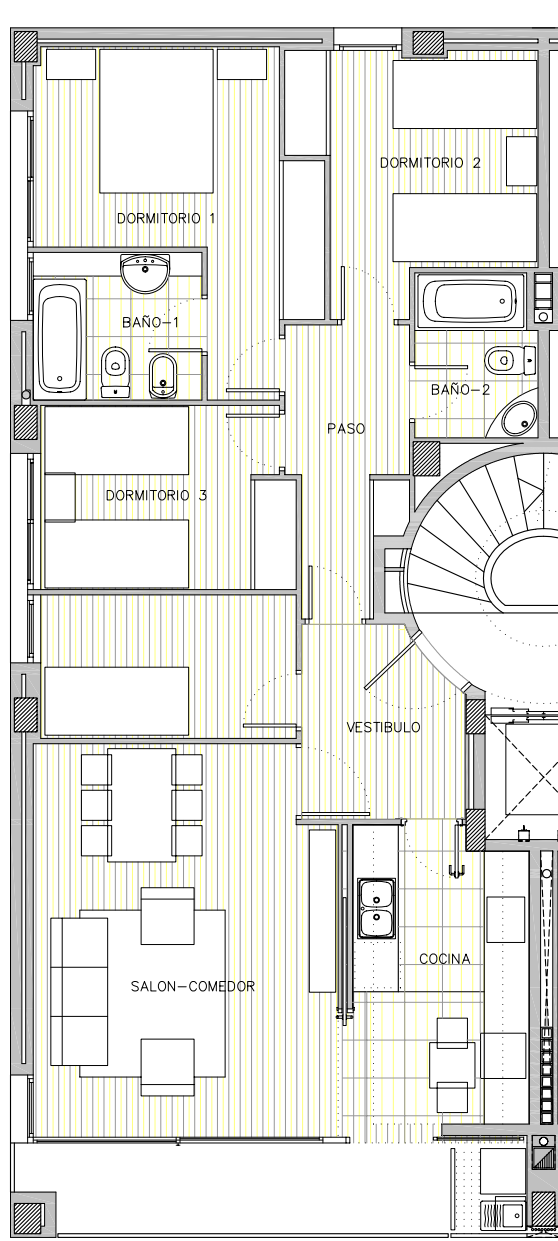 DORMITORIO 2
DORMITORIO 1
BAÑO-1
BAÑO-2
PASO
DORMITORIO 3
VESTIBULO
COCINA
SALON-COMEDOR